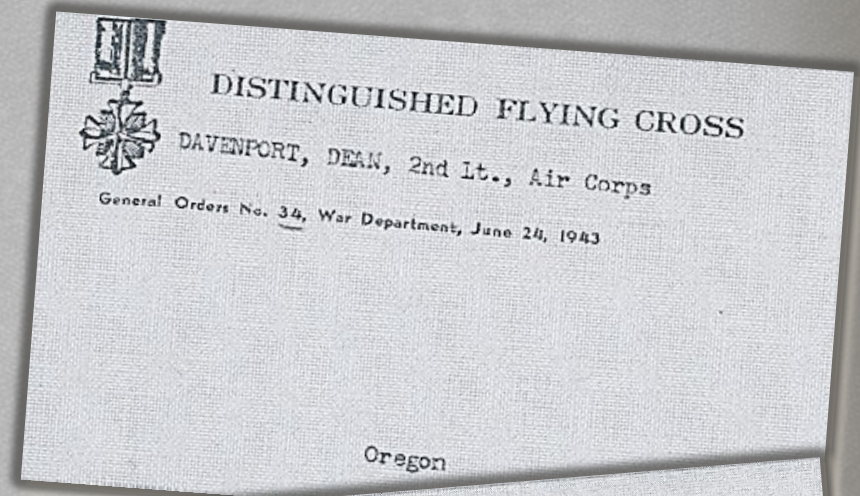 DISTINGUISHED FLYING CROSS
DAVENPORT, DEAN, 2nd Lt., Air Corps
General Orders No. 34, War Department, June 24, 1943
Oregon